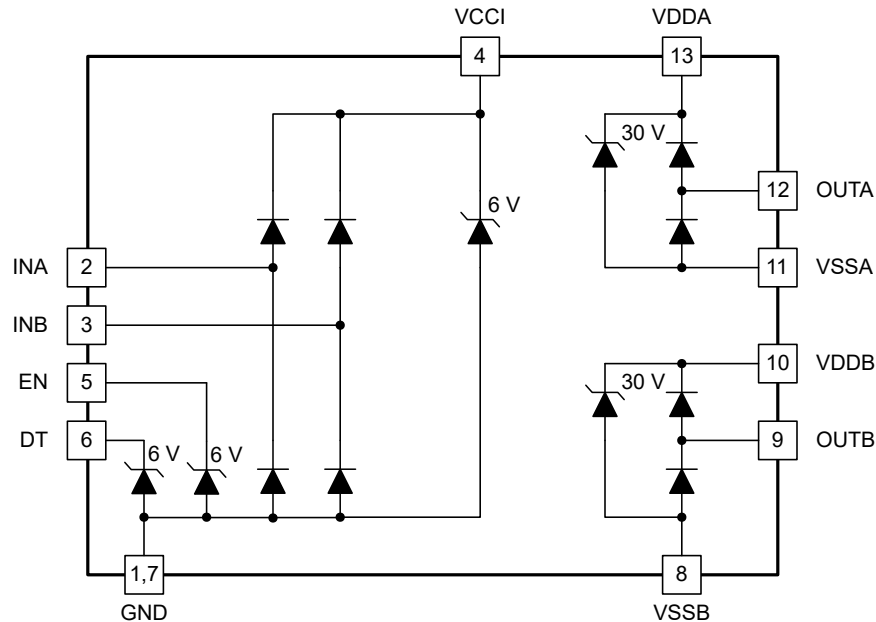 VCCI
VDDA
4
13
30 V
12
OUTA
6 V
INA
2
11
VSSA
INB
3
10
VDDB
EN
5
30 V
DT
6
9
OUTB
6 V
6 V
1,7
8
GND
VSSB